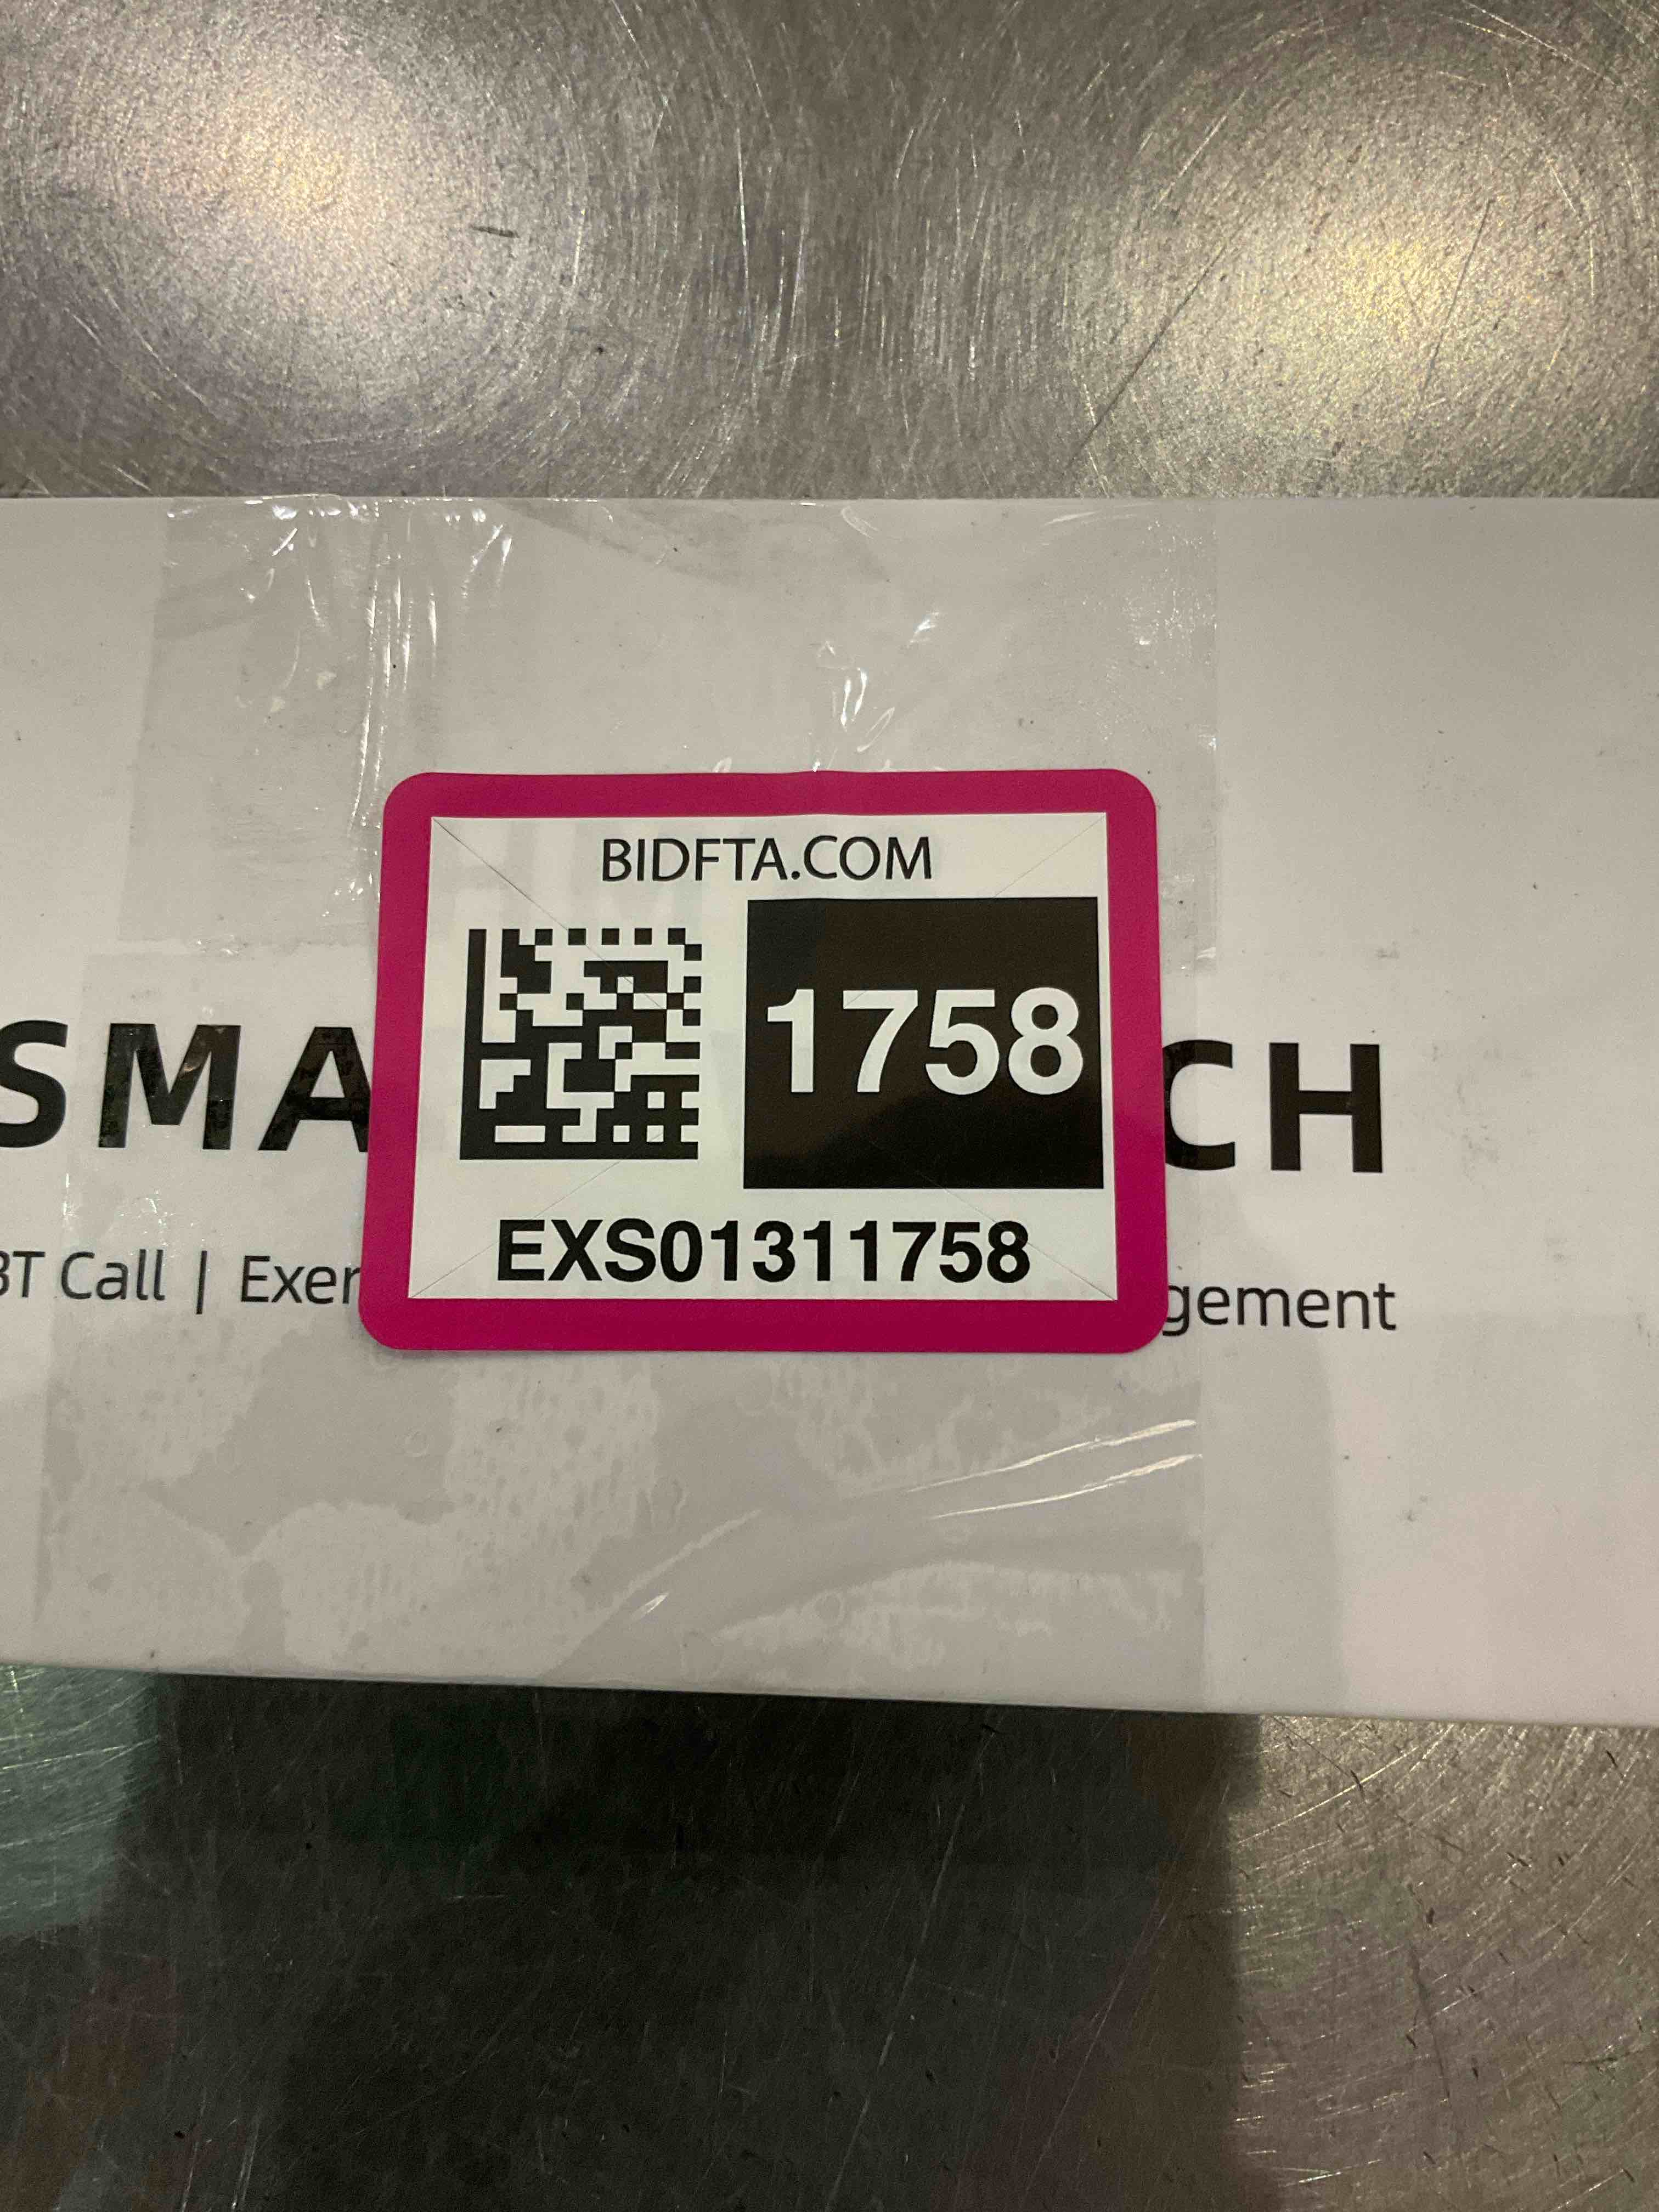 BIDFTA.COM
1758
SMA CH
EXS01311758
BT Call | Exer gement